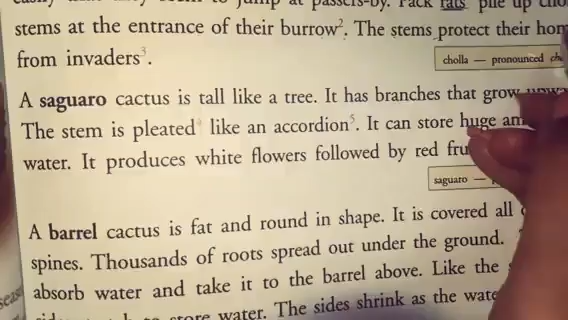 stems at the entrance of their burrow². The stems protect their
from invaders³.
cholla — pronounced
A saguaro cactus is tall like a tree. It has branches that grow
The stem is pleated⁴ like an accordion⁵. It can store huge
water. It produces white flowers followed by red
saguaro —
A barrel cactus is fat and round in shape. It is covered all
spines. Thousands of roots spread out under the ground.
absorb water and take it to the barrel above. Like the
store water. The sides shrink as the